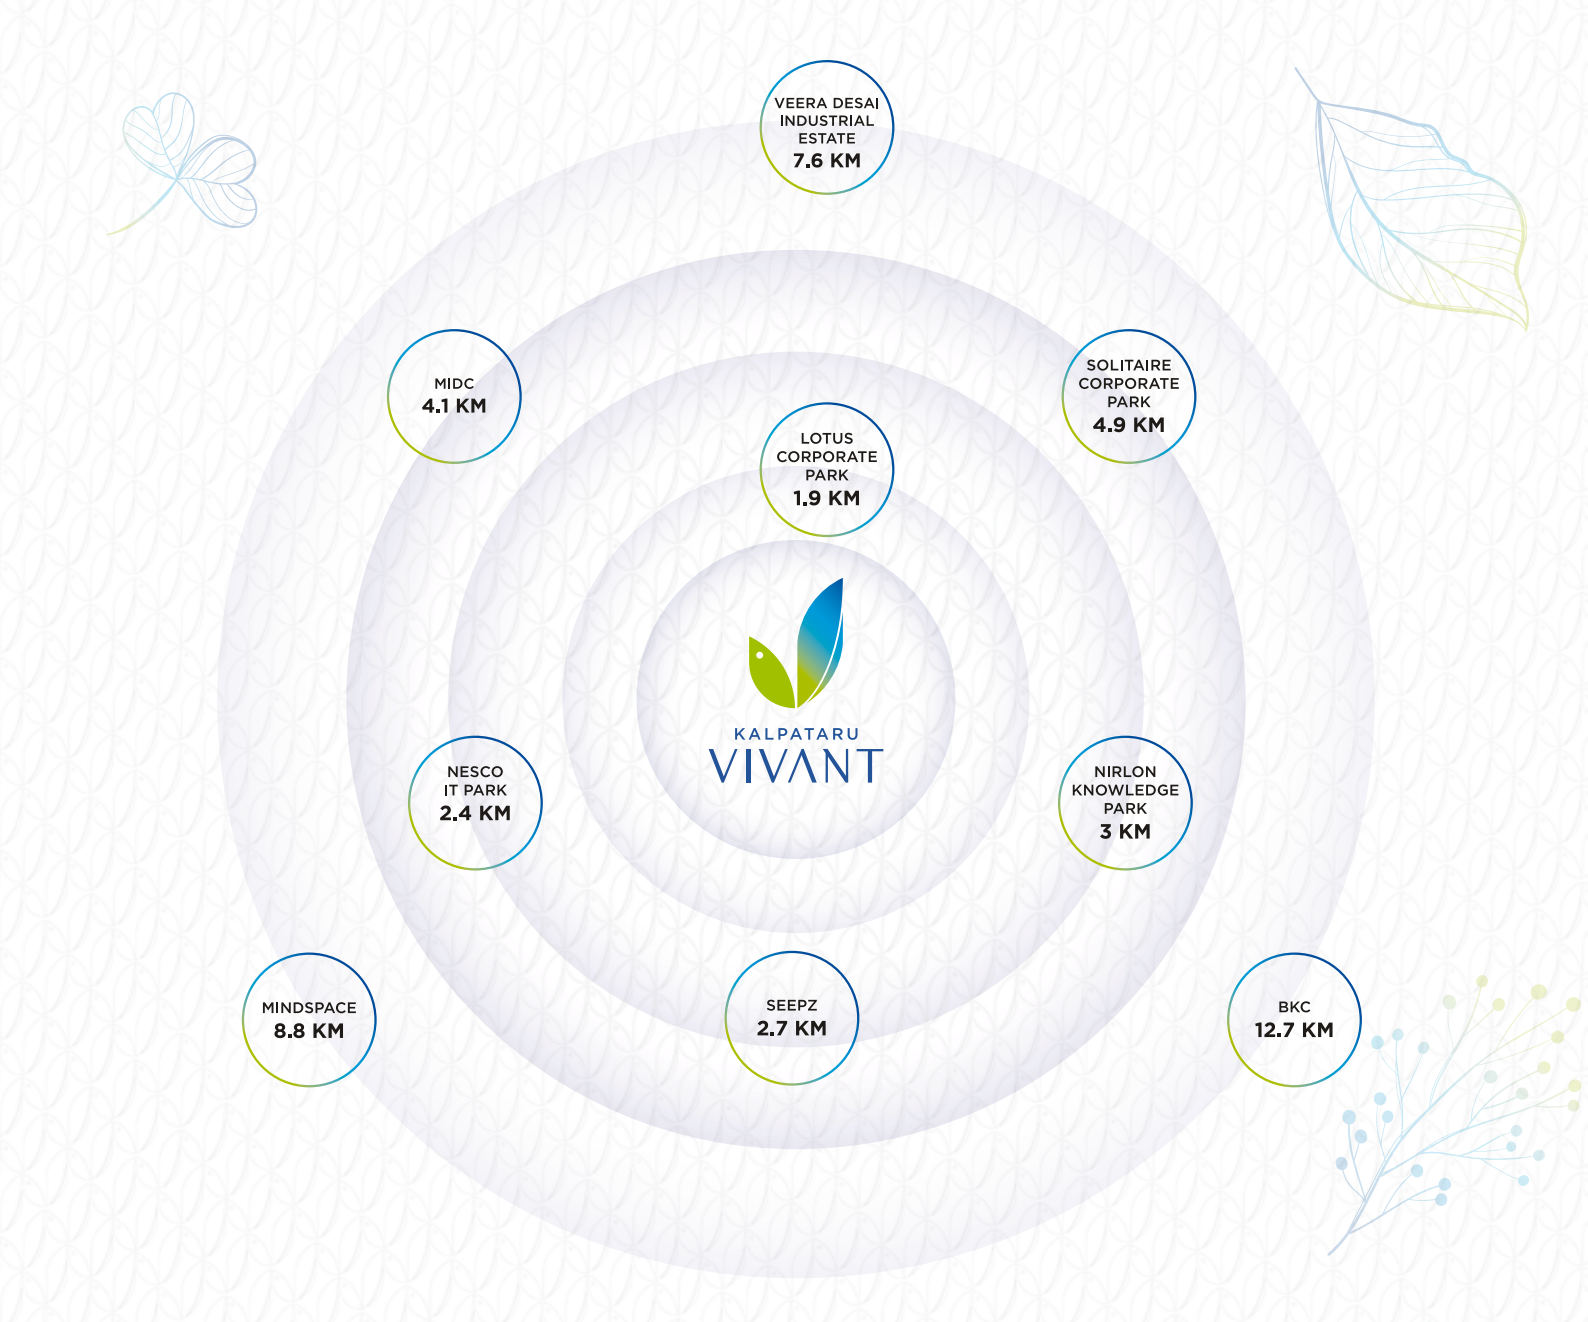 VEERA DESAI
INDUSTRIAL
ESTATE
7.6 KM
MIDC
4.1 KM
SOLITAIRE
CORPORATE
PARK
4.9 KM
LOTUS
CORPORATE
PARK
1.9 KM
KALPATARU
VIVANT
NESCO
IT PARK
2.4 KM
NIRLON
KNOWLEDGE
PARK
3 KM
MINDSPACE
8.8 KM
SEEPZ
2.7 KM
BKC
12.7 KM